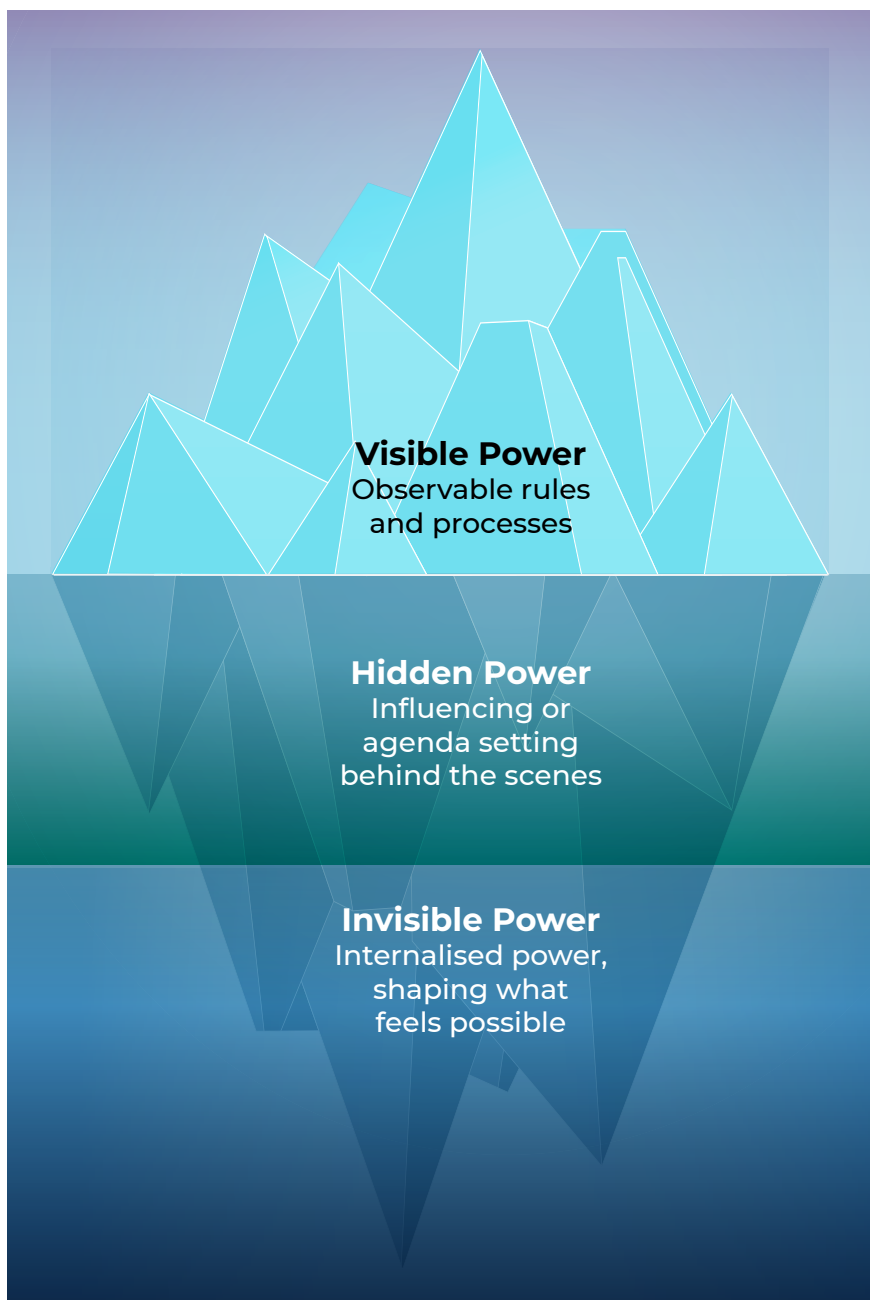 Visible Power
Observable rules
and processes
Hidden Power
Influencing or
agenda setting
behind the scenes
Invisible Power
Internalised power,
shaping what
feels possible